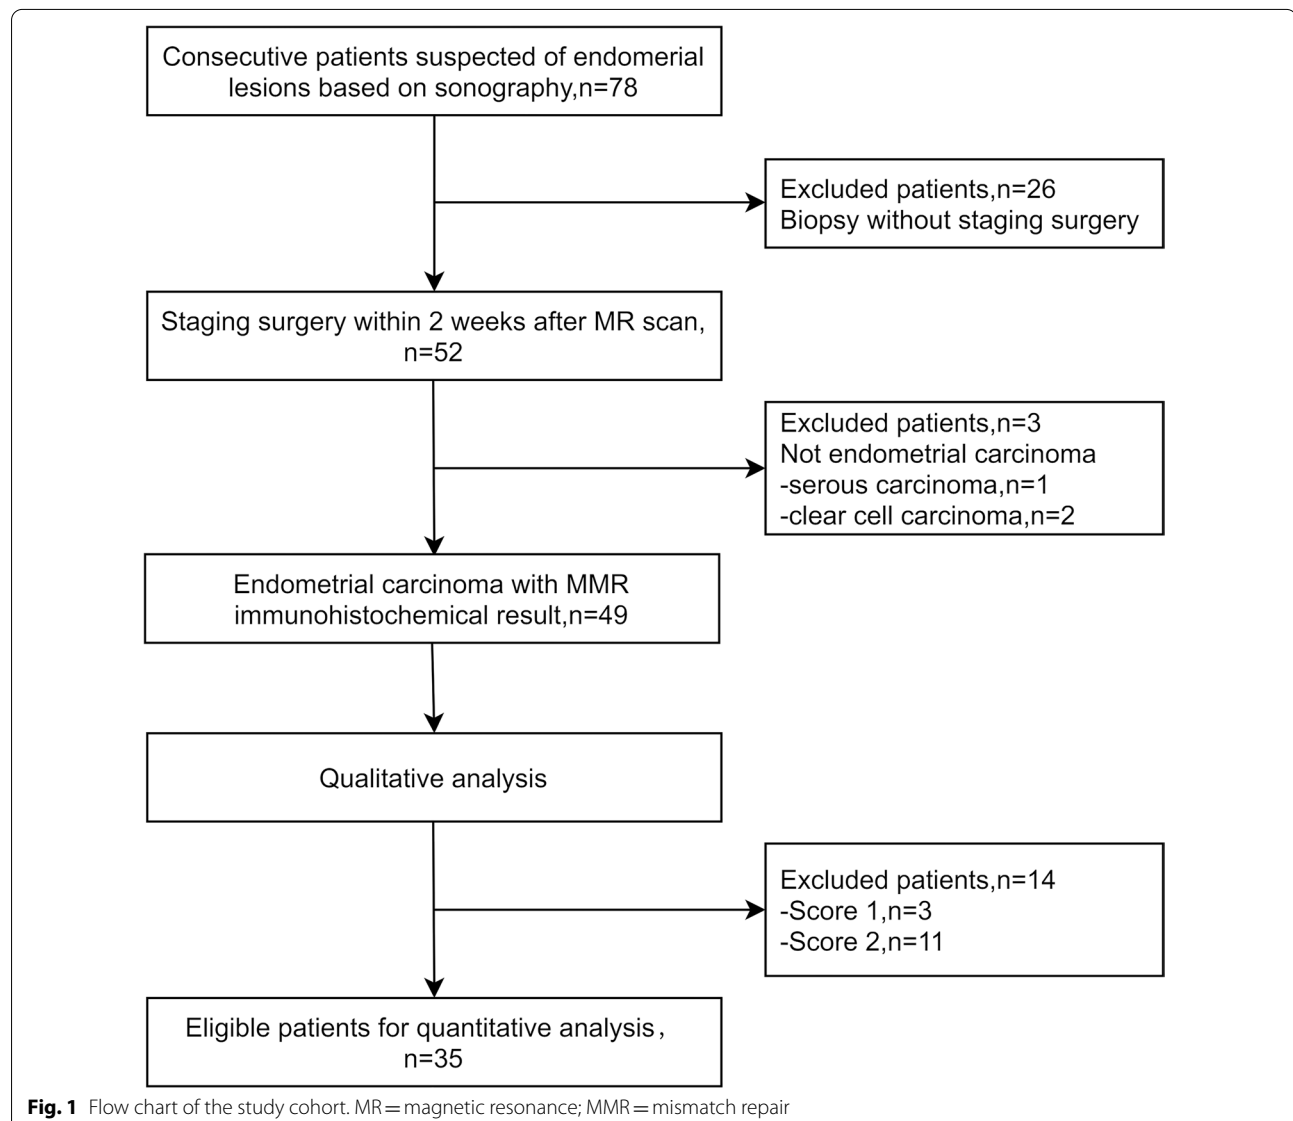 Consecutive patients suspected of endomerial
lesions based on sonography,n=78
Excluded patients,n=26
Biopsy without staging surgery
Staging surgery within 2 weeks after MR scan,
n=52
Excluded patients,n=3
Not endometrial carcinoma
-serous carcinoma,n=1
-clear cell carcinoma,n=2
Endometrial carcinoma with MMR
immunohistochemical result,n=49
Qualitative analysis
Excluded patients,n=14
-Score 1,n=3
-Score 2,n=11
Eligible patients for quantitative analysis，
n=35
Fig. 1 Flow chart of the study cohort. MR = magnetic resonance; MMR = mismatch repair